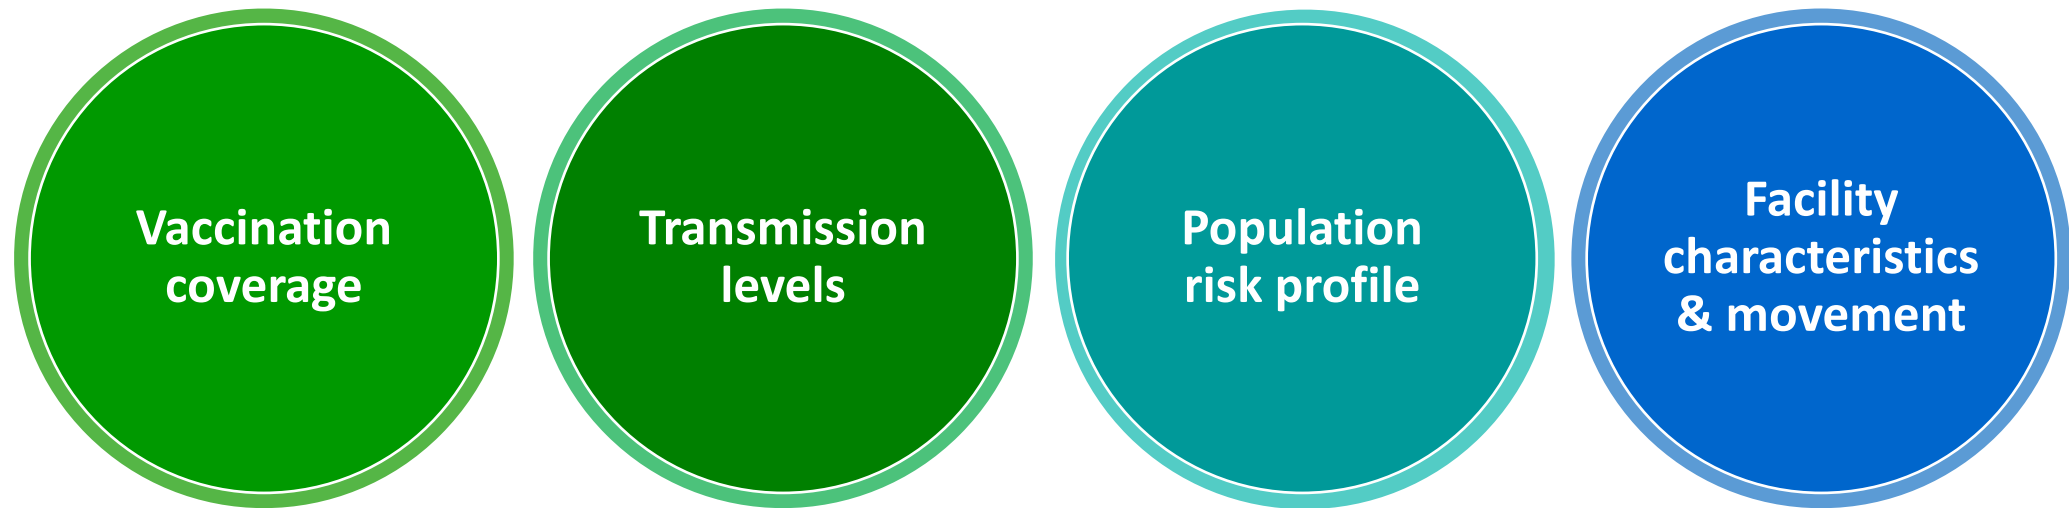 Vaccination
coverage
Transmission
levels
Population
risk profile
Facility
characteristics
& movement